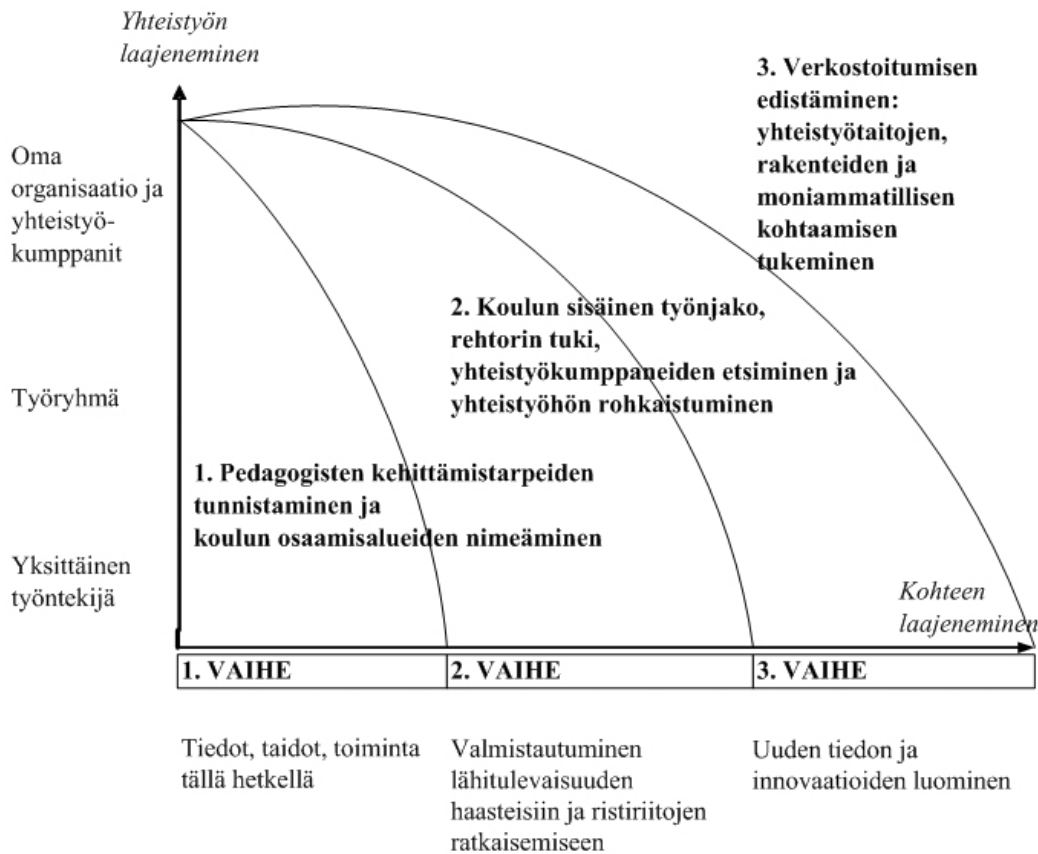 Yhteistyön
laajeneminen
Oma
organisaatio ja
yhteistyö-
kumppanit
Työryhmä
Yksittäinen
työntekijä
3. Verkostoitumisen
edistäminen:
yhteistyötaitojen,
rakenteiden ja
moniammatillisen
kohtaamisen
tukeminen
2. Koulun sisäinen työnjako,
rehtorin tuki,
yhteistyökumppaneiden etsiminen ja
yhteistyöhön rohkaistuminen
1. Pedagogisten kehittämistarpeiden
tunnistaminen ja
koulun osaamisalueiden nimeäminen
Kohteen
laajeneminen
1. VAIHE
2. VAIHE
3. VAIHE
Tiedot, taidot, toiminta
tällä hetkellä
Valmistautuminen
lähitulevaisuuden
haasteisiin ja ristiriitojen
ratkaisemiseen
Uuden tiedon ja
innovaatioiden luominen